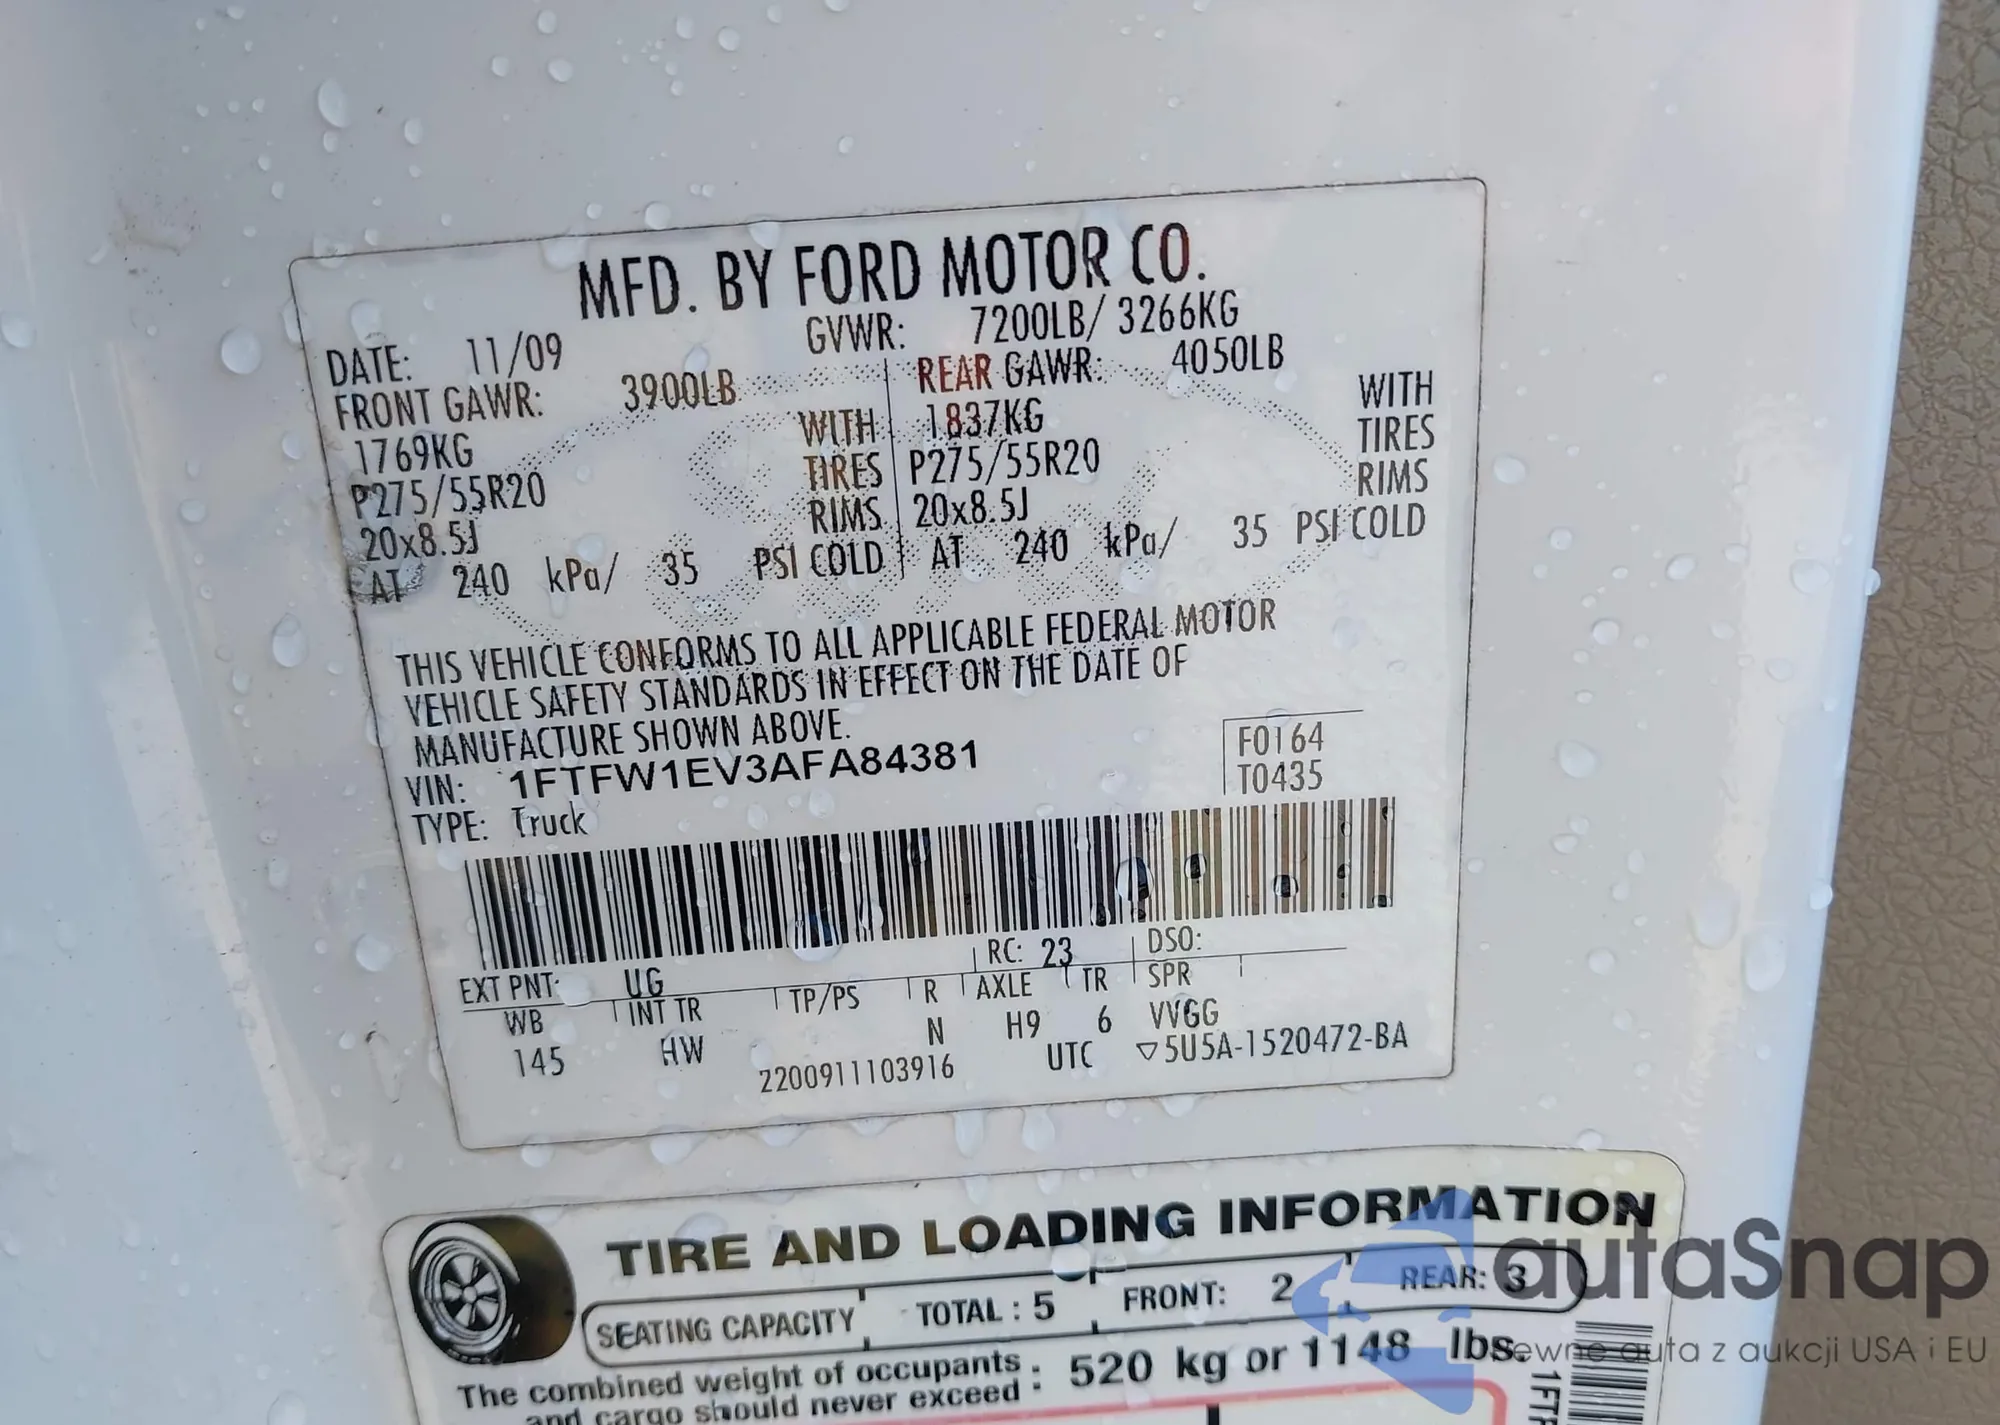 MFD. BY FORD MOTOR CO.
DATE: 11/09 GVWR: 7200LB/ 3266KG
FRONT GAWR: 3900LB REAR GAWR: 4050LB
1769KG WITH 1837KG WITH
P275/55R20 TIRES P275/55R20 TIRES
20x8.5J RIMS 20x8.5J RIMS
AT 240 kPa/ 35 PSI COLD AT 240 kPa/ 35 PSI COLD
THIS VEHICLE CONFORMS TO ALL APPLICABLE FEDERAL MOTOR
VEHICLE SAFETY STANDARDS IN EFFECT ON THE DATE OF
MANUFACTURE SHOWN ABOVE.
VIN: 1FTFW1EV3AFA84381 F0164
TYPE: Truck T0435
EXT PNT: UG RC: 23 DSO:
WB INT TR TP/PS R AXLE TR SPR
145 HW N H9 6 VVGG
2200911103916 UTC ▽5U5A-1520472-BA
TIRE AND LOADING INFORMATION
SEATING CAPACITY TOTAL : 5 FRONT: 2 REAR: 3
The combined weight of occupants : 520 kg or 1148 lbs.
and cargo should never exceed :
1FTF
autaSnap
Pewne auta z aukcji USA i EU